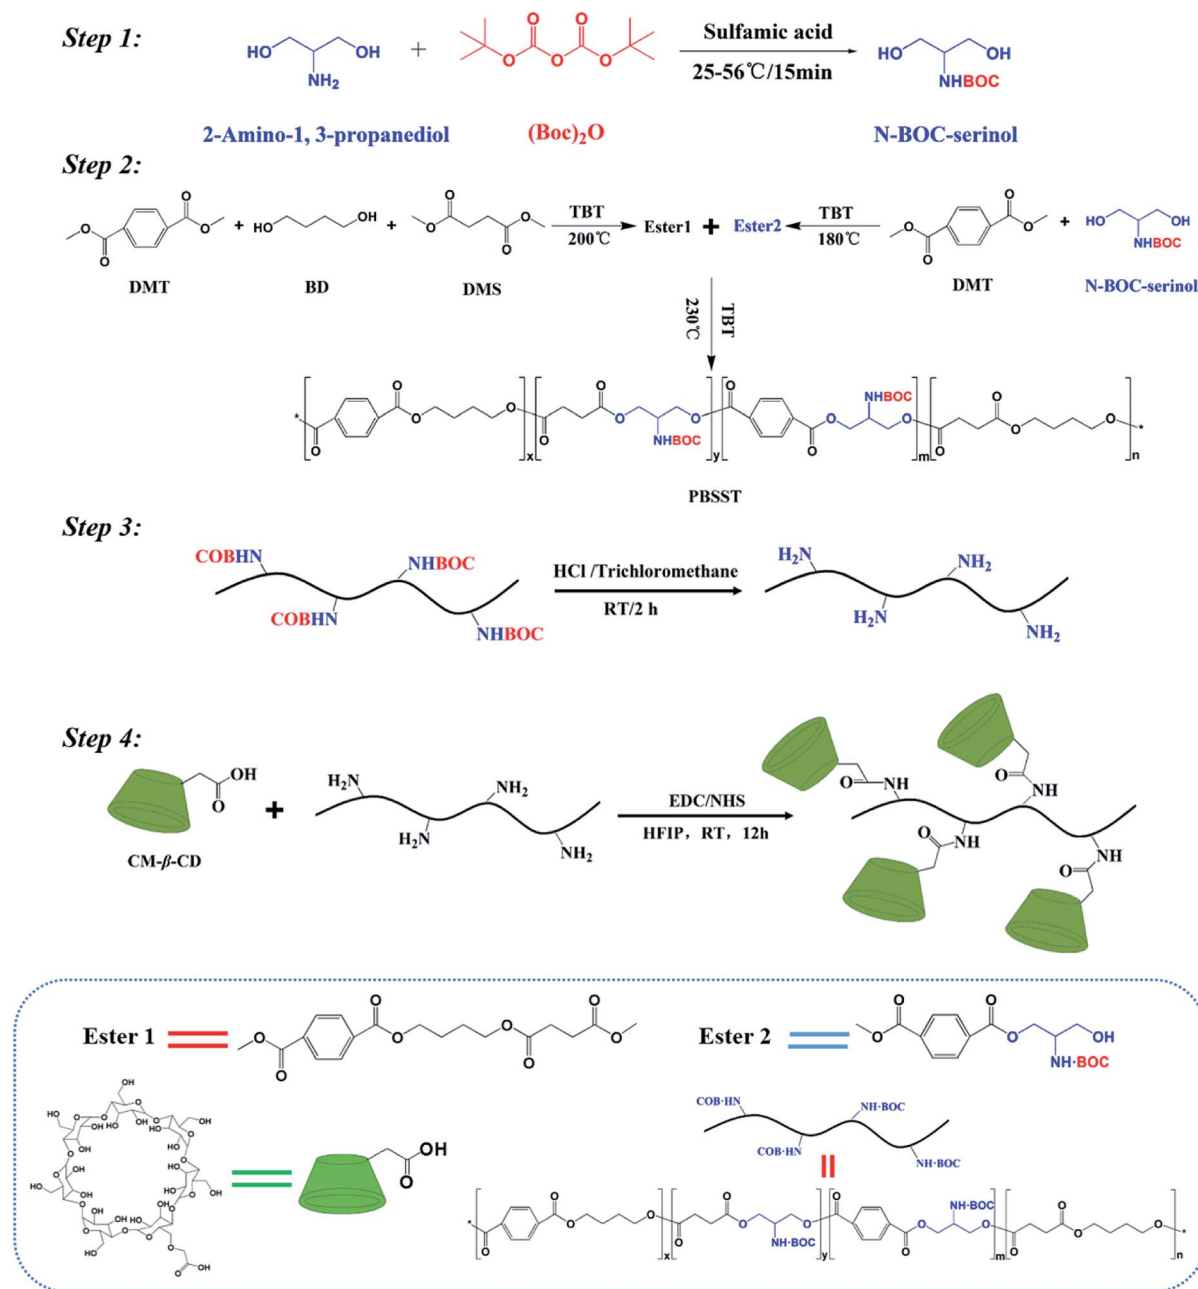 Step 1:
HO OH
NH₂
+
O O
O O O
Sulfamic acid
25-56℃/15min
HO OH
NHBOC
2-Amino-1, 3-propanediol
(Boc)₂O
N-BOC-serinol
Step 2:
O O O O
DMT
+
HO OH
BD
+
O O O O
DMS
TBT
200℃
Ester1 + Ester2
TBT
180℃
O O O O
DMT
+
HO OH
NHBOC
N-BOC-serinol
TBT
230℃
* O O O O x O O O O NHBOC y O O O O NHBOC m O O O O n *
PBSST
Step 3:
COBHN
NHBOC
COBHN
NHBOC
HCl /Trichloromethane
RT/2 h
H₂N
NH₂
H₂N
NH₂
Step 4:
OH
O
CM-β-CD
+
H₂N
NH₂
H₂N
NH₂
EDC/NHS
HFIP，RT，12h
O NH
O NH
O NH
O NH
Ester 1
O O O O O O O O
Ester 2
O O O O OH
NH·BOC
OH
O
COB·HN
NH·BOC
COB·HN
NH·BOC
* O O O O x O O O O NH·BOC y O O O O NH·BOC m O O O O n *